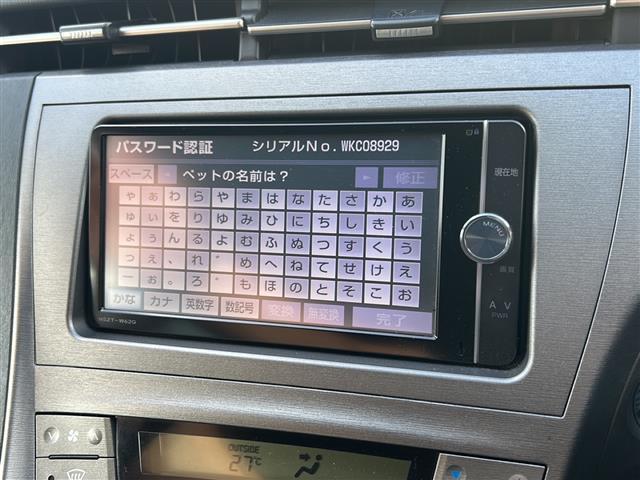 パスワード認証 シリアルNo.WKC08929
スペース ペットの名前は？ 修正
ゃ ぁ わ ら や ま は な た さ か あ
ゅ ぃ を り ゆ み ひ に ち し き い
ょ ぅ ん る よ む ふ ぬ つ す く う
っ ぇ 、 れ ゛ め へ ね て せ け え
ー ぉ 。 ろ ゜ も ほ の と そ こ お
かな カナ 英数字 数記号 変換 無変換 完了
NSZT-W62G
現在地
MENU
画質
A V
PWR
OUTSIDE
27℃